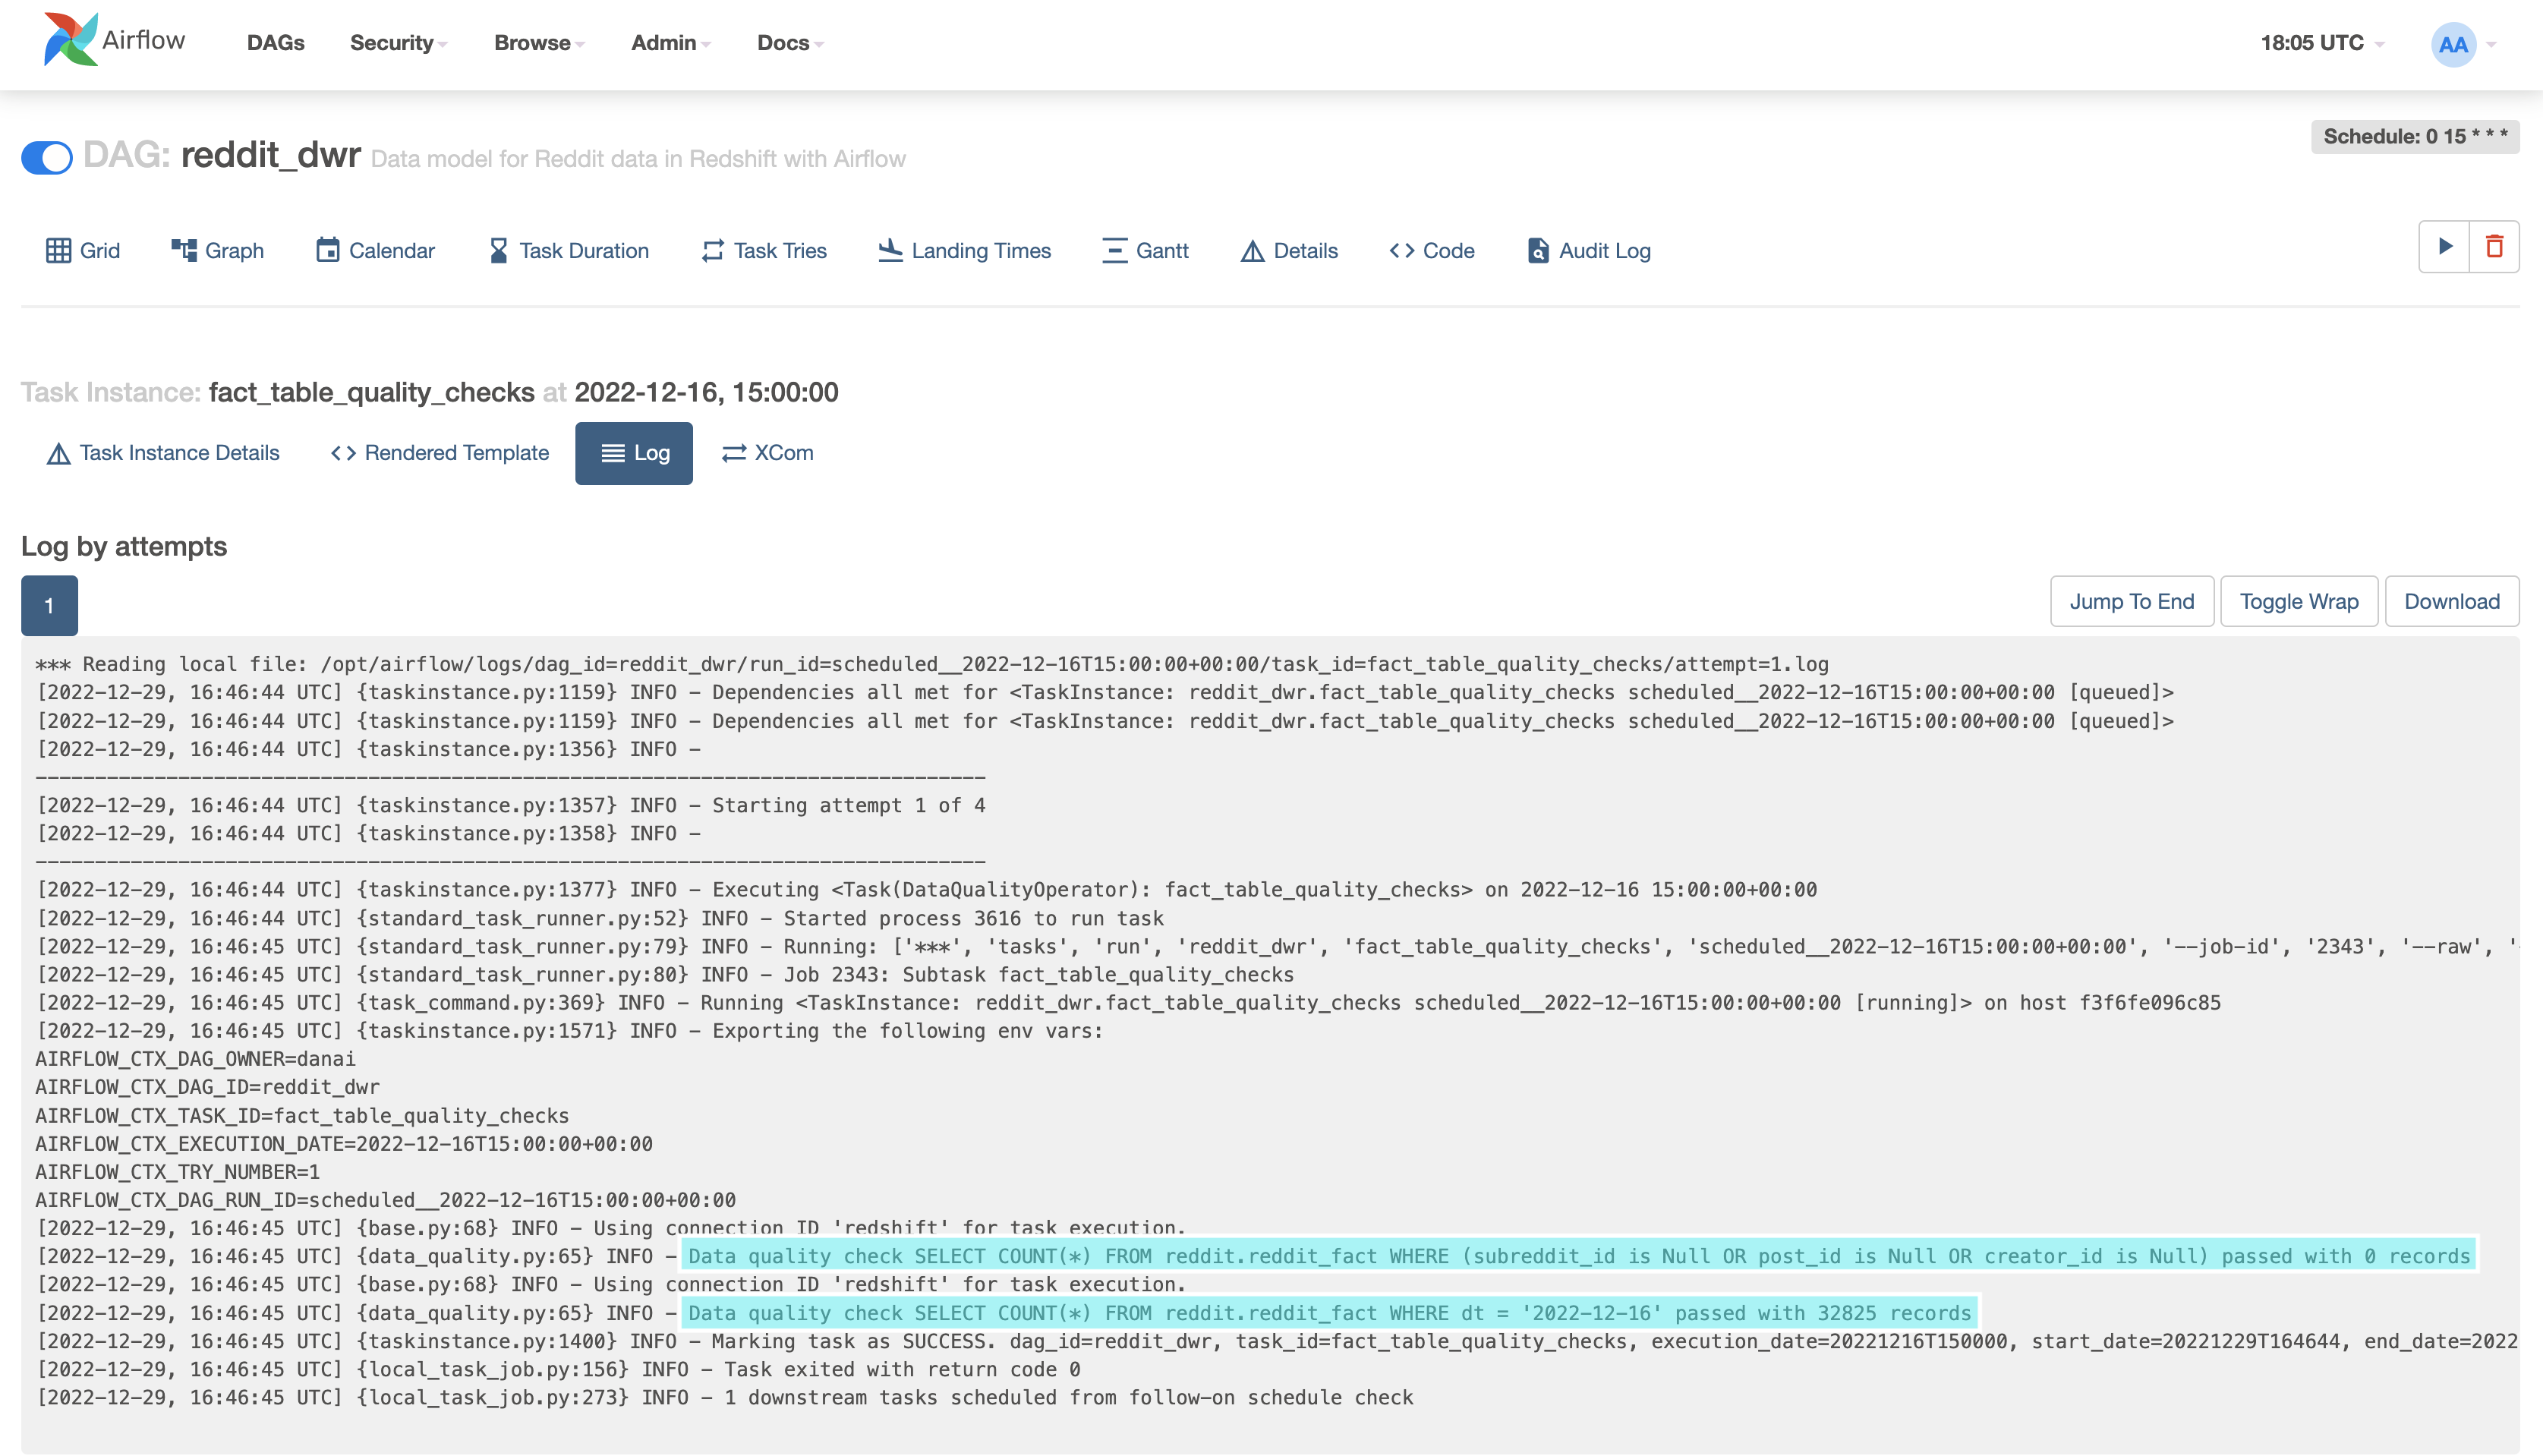 Airflow DAGs Security Browse Admin Docs 18:05 UTC AA
DAG: reddit_dwr Data model for Reddit data in Redshift with Airflow Schedule: 0 15 * * *
Grid Graph Calendar Task Duration Task Tries Landing Times Gantt Details Code Audit Log
Task Instance: fact_table_quality_checks at 2022-12-16, 15:00:00
Task Instance Details Rendered Template Log XCom
Log by attempts
1 Jump To End Toggle Wrap Download
*** Reading local file: /opt/airflow/logs/dag_id=reddit_dwr/run_id=scheduled__2022-12-16T15:00:00+00:00/task_id=fact_table_quality_checks/attempt=1.log
[2022-12-29, 16:46:44 UTC] {taskinstance.py:1159} INFO - Dependencies all met for <TaskInstance: reddit_dwr.fact_table_quality_checks scheduled__2022-12-16T15:00:00+00:00 [queued]>
[2022-12-29, 16:46:44 UTC] {taskinstance.py:1159} INFO - Dependencies all met for <TaskInstance: reddit_dwr.fact_table_quality_checks scheduled__2022-12-16T15:00:00+00:00 [queued]>
[2022-12-29, 16:46:44 UTC] {taskinstance.py:1356} INFO -
--------------------------------------------------------------------------------
[2022-12-29, 16:46:44 UTC] {taskinstance.py:1357} INFO - Starting attempt 1 of 4
[2022-12-29, 16:46:44 UTC] {taskinstance.py:1358} INFO -
--------------------------------------------------------------------------------
[2022-12-29, 16:46:44 UTC] {taskinstance.py:1377} INFO - Executing <Task(DataQualityOperator): fact_table_quality_checks> on 2022-12-16 15:00:00+00:00
[2022-12-29, 16:46:44 UTC] {standard_task_runner.py:52} INFO - Started process 3616 to run task
[2022-12-29, 16:46:45 UTC] {standard_task_runner.py:79} INFO - Running: ['***', 'tasks', 'run', 'reddit_dwr', 'fact_table_quality_checks', 'scheduled__2022-12-16T15:00:00+00:00', '--job-id', '2343', '--raw', '-
[2022-12-29, 16:46:45 UTC] {standard_task_runner.py:80} INFO - Job 2343: Subtask fact_table_quality_checks
[2022-12-29, 16:46:45 UTC] {task_command.py:369} INFO - Running <TaskInstance: reddit_dwr.fact_table_quality_checks scheduled__2022-12-16T15:00:00+00:00 [running]> on host f3f6fe096c85
[2022-12-29, 16:46:45 UTC] {taskinstance.py:1571} INFO - Exporting the following env vars:
AIRFLOW_CTX_DAG_OWNER=danai
AIRFLOW_CTX_DAG_ID=reddit_dwr
AIRFLOW_CTX_TASK_ID=fact_table_quality_checks
AIRFLOW_CTX_EXECUTION_DATE=2022-12-16T15:00:00+00:00
AIRFLOW_CTX_TRY_NUMBER=1
AIRFLOW_CTX_DAG_RUN_ID=scheduled__2022-12-16T15:00:00+00:00
[2022-12-29, 16:46:45 UTC] {base.py:68} INFO - Using connection ID 'redshift' for task execution.
[2022-12-29, 16:46:45 UTC] {data_quality.py:65} INFO - Data quality check SELECT COUNT(*) FROM reddit.reddit_fact WHERE (subreddit_id is Null OR post_id is Null OR creator_id is Null) passed with 0 records
[2022-12-29, 16:46:45 UTC] {base.py:68} INFO - Using connection ID 'redshift' for task execution.
[2022-12-29, 16:46:45 UTC] {data_quality.py:65} INFO - Data quality check SELECT COUNT(*) FROM reddit.reddit_fact WHERE dt = '2022-12-16' passed with 32825 records
[2022-12-29, 16:46:45 UTC] {taskinstance.py:1400} INFO - Marking task as SUCCESS. dag_id=reddit_dwr, task_id=fact_table_quality_checks, execution_date=20221216T150000, start_date=20221229T164644, end_date=2022
[2022-12-29, 16:46:45 UTC] {local_task_job.py:156} INFO - Task exited with return code 0
[2022-12-29, 16:46:45 UTC] {local_task_job.py:273} INFO - 1 downstream tasks scheduled from follow-on schedule check